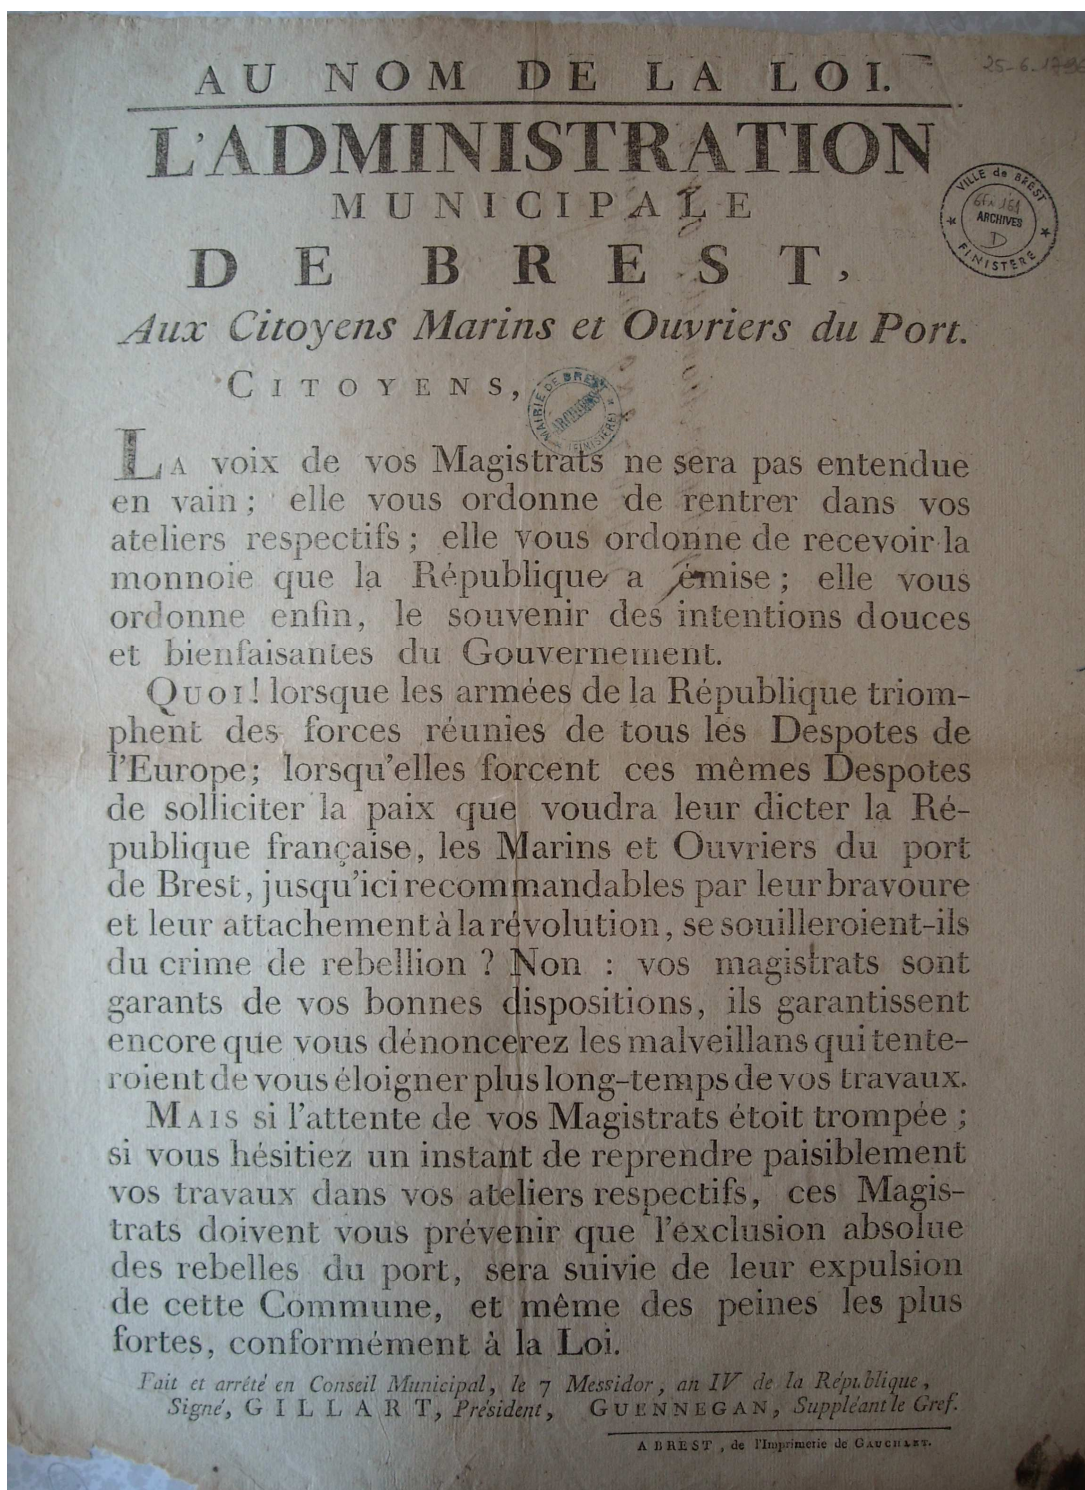 AU NOM DE LA LOI.
25-6-1796
L'ADMINISTRATION
MUNICIPALE
DE BREST,
VILLE de BREST
6Fi 161
ARCHIVES
D
FINISTÈRE
Aux Citoyens Marins et Ouvriers du Port.
CITOYENS,
MAIRIE DE BREST
ARCHIVES
(FINISTERE)
LA voix de vos Magistrats ne sera pas entendue
en vain ; elle vous ordonne de rentrer dans vos
ateliers respectifs ; elle vous ordonne de recevoir la
monnoie que la République a émise ; elle vous
ordonne enfin, le souvenir des intentions douces
et bienfaisantes du Gouvernement.
QUOI! lorsque les armées de la République triom-
phent des forces réunies de tous les Despotes de
l'Europe; lorsqu'elles forcent ces mêmes Despotes
de solliciter la paix que voudra leur dicter la Ré-
publique française, les Marins et Ouvriers du port
de Brest, jusqu'ici recommandables par leur bravoure
et leur attachement à la révolution, se souilleroient-ils
du crime de rebellion ? Non : vos magistrats sont
garants de vos bonnes dispositions, ils garantissent
encore que vous dénoncerez les malveillans qui tente-
roient de vous éloigner plus long-temps de vos travaux.
MAIS si l'attente de vos Magistrats étoit trompée ;
si vous hésitiez un instant de reprendre paisiblement
vos travaux dans vos ateliers respectifs, ces Magis-
trats doivent vous prévenir que l'exclusion absolue
des rebelles du port, sera suivie de leur expulsion
de cette Commune, et même des peines les plus
fortes, conformément à la Loi.
Fait et arrêté en Conseil Municipal, le 7 Messidor, an IV de la République,
Signé, GILLART, Président, GUENNEGAN, Suppléant le Gref.
A BREST, de l'Imprimerie de GAUCHLET.